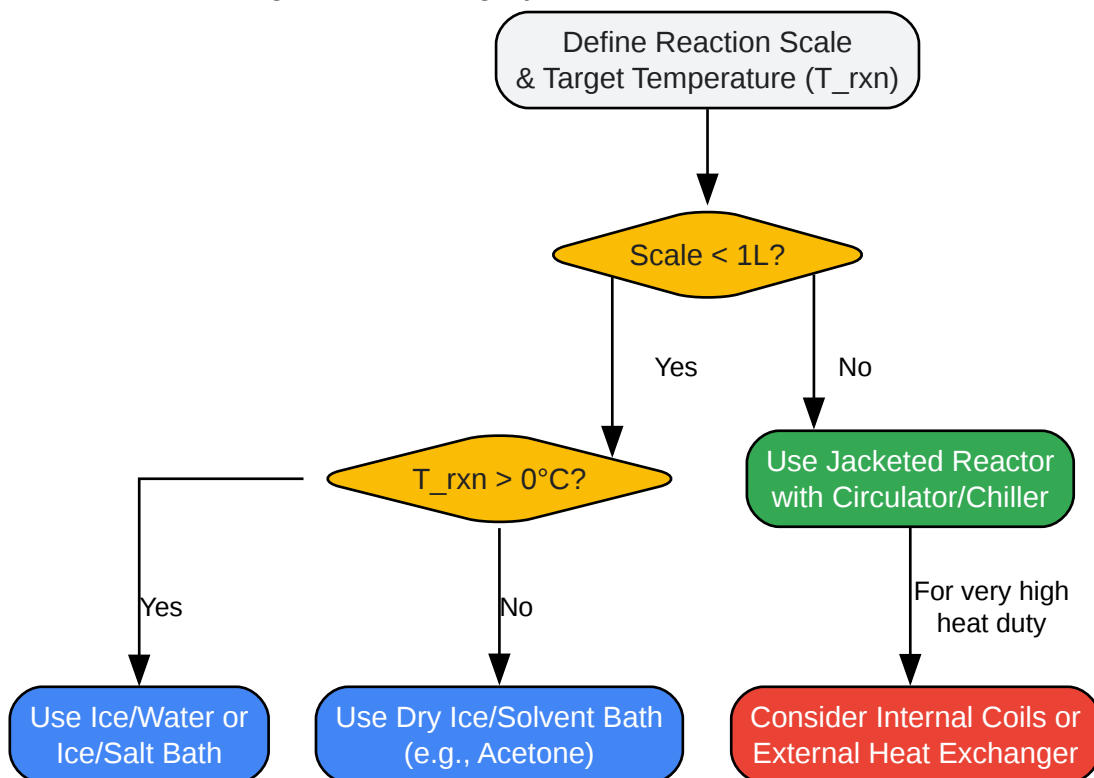 Define Reaction Scale
& Target Temperature (T_rxn)
Scale < 1L?
Yes
No
T_rxn > 0°C?
Use Jacketed Reactor
with Circulator/Chiller
Yes
No
For very high
heat duty
Use Ice/Water or
Ice/Salt Bath
Use Dry Ice/Solvent Bath
(e.g., Acetone)
Consider Internal Coils or
External Heat Exchanger